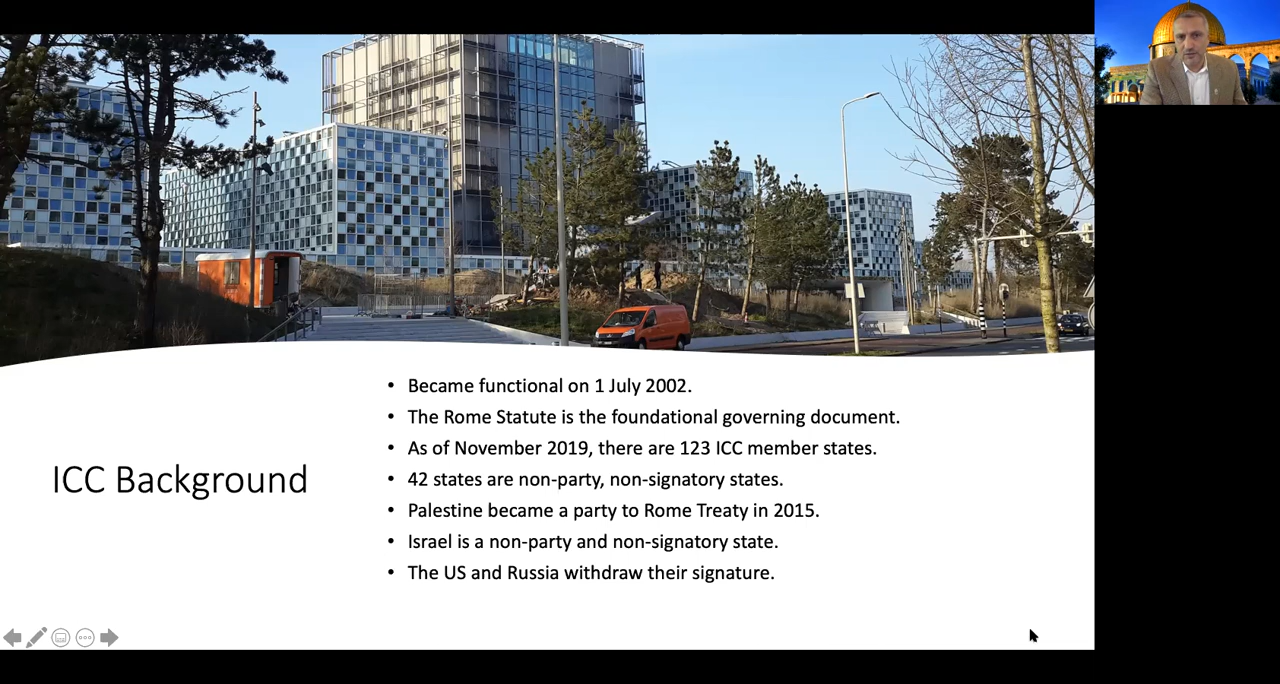 ICC Background
• Became functional on 1 July 2002.
• The Rome Statute is the foundational governing document.
• As of November 2019, there are 123 ICC member states.
• 42 states are non-party, non-signatory states.
• Palestine became a party to Rome Treaty in 2015.
• Israel is a non-party and non-signatory state.
• The US and Russia withdraw their signature.